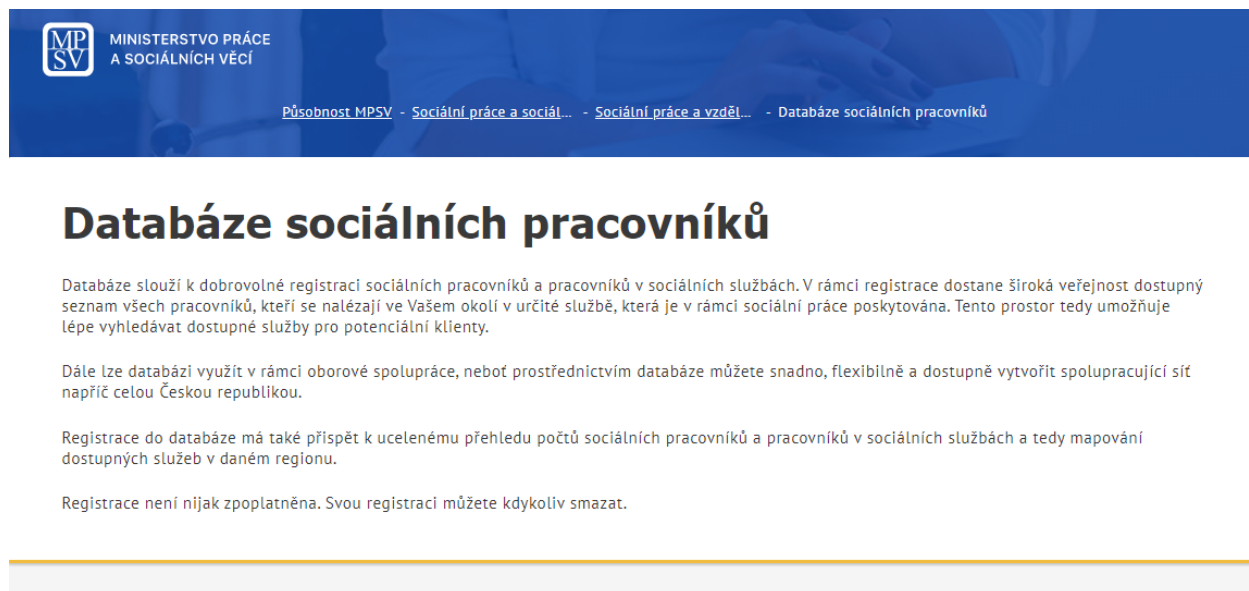 MP
SV
MINISTERSTVO PRÁCE
A SOCIÁLNÍCH VĚCÍ
Působnost MPSV - Sociální práce a sociál... - Sociální práce a vzděl... - Databáze sociálních pracovníků
Databáze sociálních pracovníků
Databáze slouží k dobrovolné registraci sociálních pracovníků a pracovníků v sociálních službách. V rámci registrace dostane široká veřejnost dostupný
seznam všech pracovníků, kteří se nalézají ve Vašem okolí v určité službě, která je v rámci sociální práce poskytována. Tento prostor tedy umožňuje
lépe vyhledávat dostupné služby pro potenciální klienty.
Dále lze databázi využít v rámci oborové spolupráce, neboť prostřednictvím databáze můžete snadno, flexibilně a dostupně vytvořit spolupracující síť
napříč celou Českou republikou.
Registrace do databáze má také přispět k ucelenému přehledu počtů sociálních pracovníků a pracovníků v sociálních službách a tedy mapování
dostupných služeb v daném regionu.
Registrace není nijak zpoplatněna. Svou registraci můžete kdykoliv smazat.